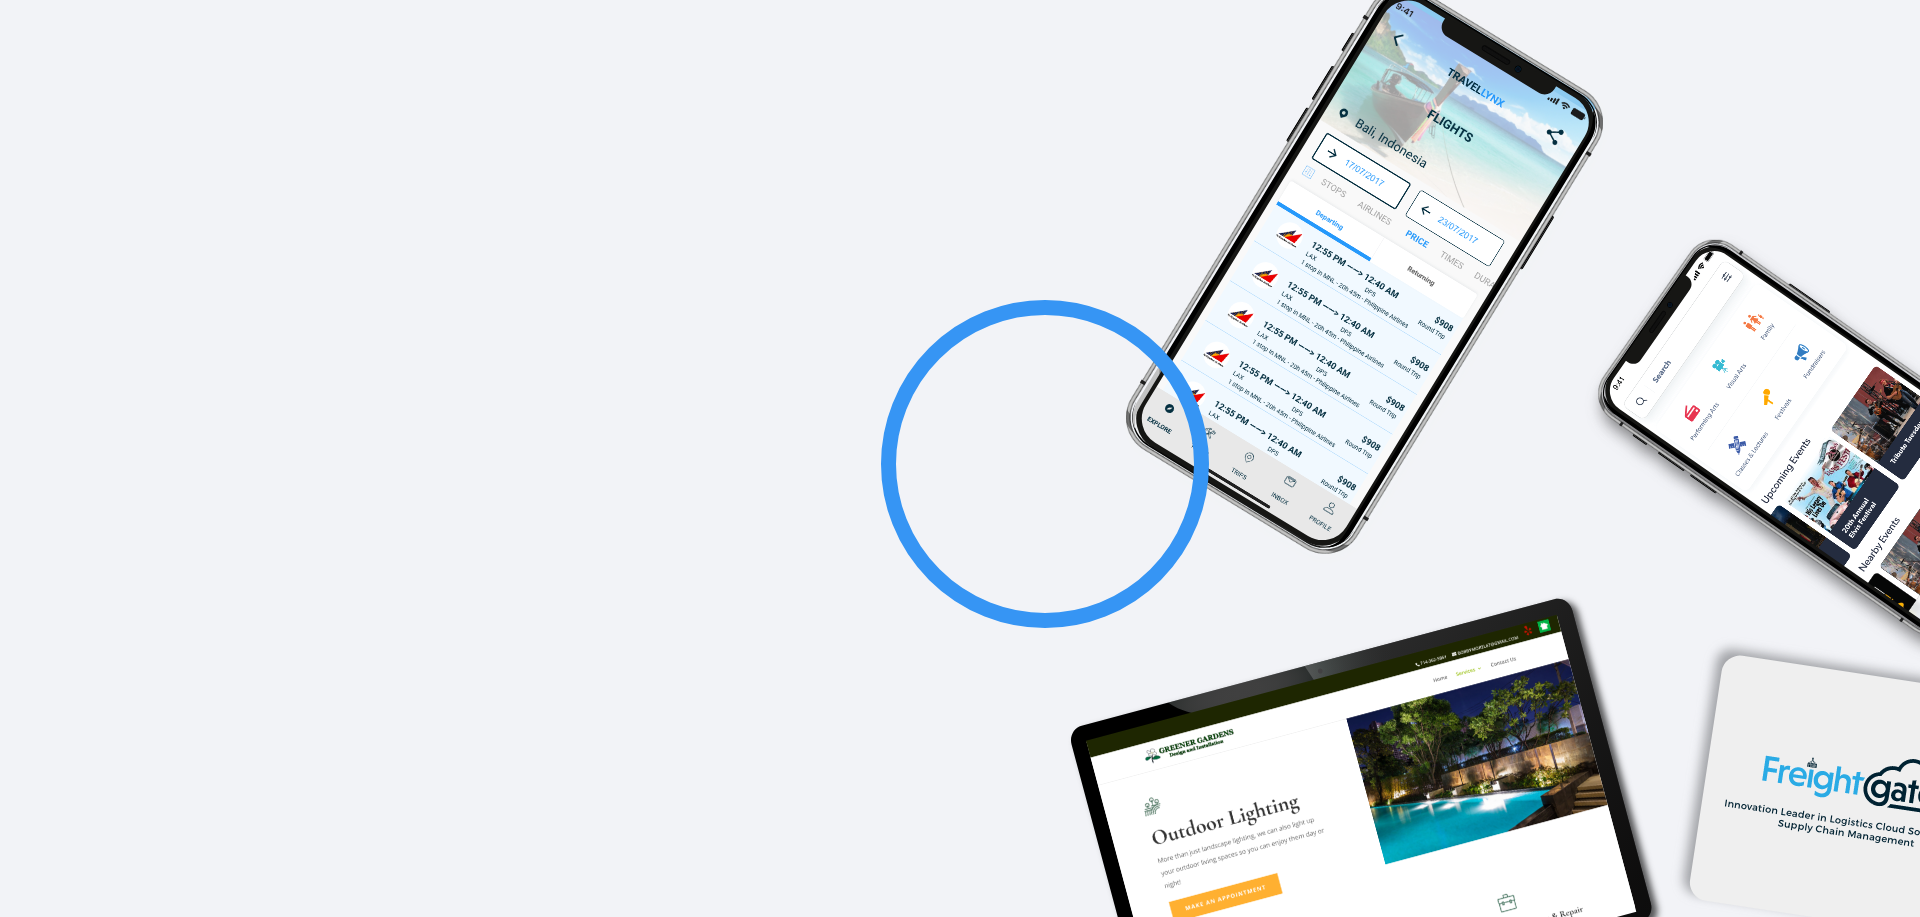 9:41
TRAVELLYNX
FLIGHTS
Bali, Indonesia
17/07/2017
23/07/2017
STOPS
AIRLINES
PRICE
TIMES
DURA
Departing
Returning
12:55 PM ---> 12:40 AM
LAX
DPS
1 stop in MNL · 20h 45m · Philippine Airlines
$908
Round Trip
12:55 PM ---> 12:40 AM
LAX
DPS
1 stop in MNL · 20h 45m · Philippine Airlines
$908
Round Trip
12:55 PM ---> 12:40 AM
LAX
DPS
1 stop in MNL · 20h 45m · Philippine Airlines
$908
Round Trip
12:55 PM ---> 12:40 AM
LAX
DPS
1 stop in MNL · 20h 45m · Philippine Airlines
$908
Round Trip
12:55 PM ---> 12:40 AM
LAX
DPS
$908
Round Trip
EXPLORE
TRIPS
INBOX
PROFILE
9:41
Search
Family
Visual Arts
Fundraisers
Performing Arts
Festivals
Classes & Lectures
Upcoming Events
Tribute Tuesda
20th Annual
Elvis Festival
Nearby Events
Home
Services
Contact Us
GREENER GARDENS
Design and Installation
Outdoor Lighting
More than just landscape lighting, we can also light up
your outdoor living spaces so you can enjoy them day or
night!
MAKE AN APPOINTMENT
& Repair
Freightgate
Innovation Leader in Logistics Cloud So
Supply Chain Management